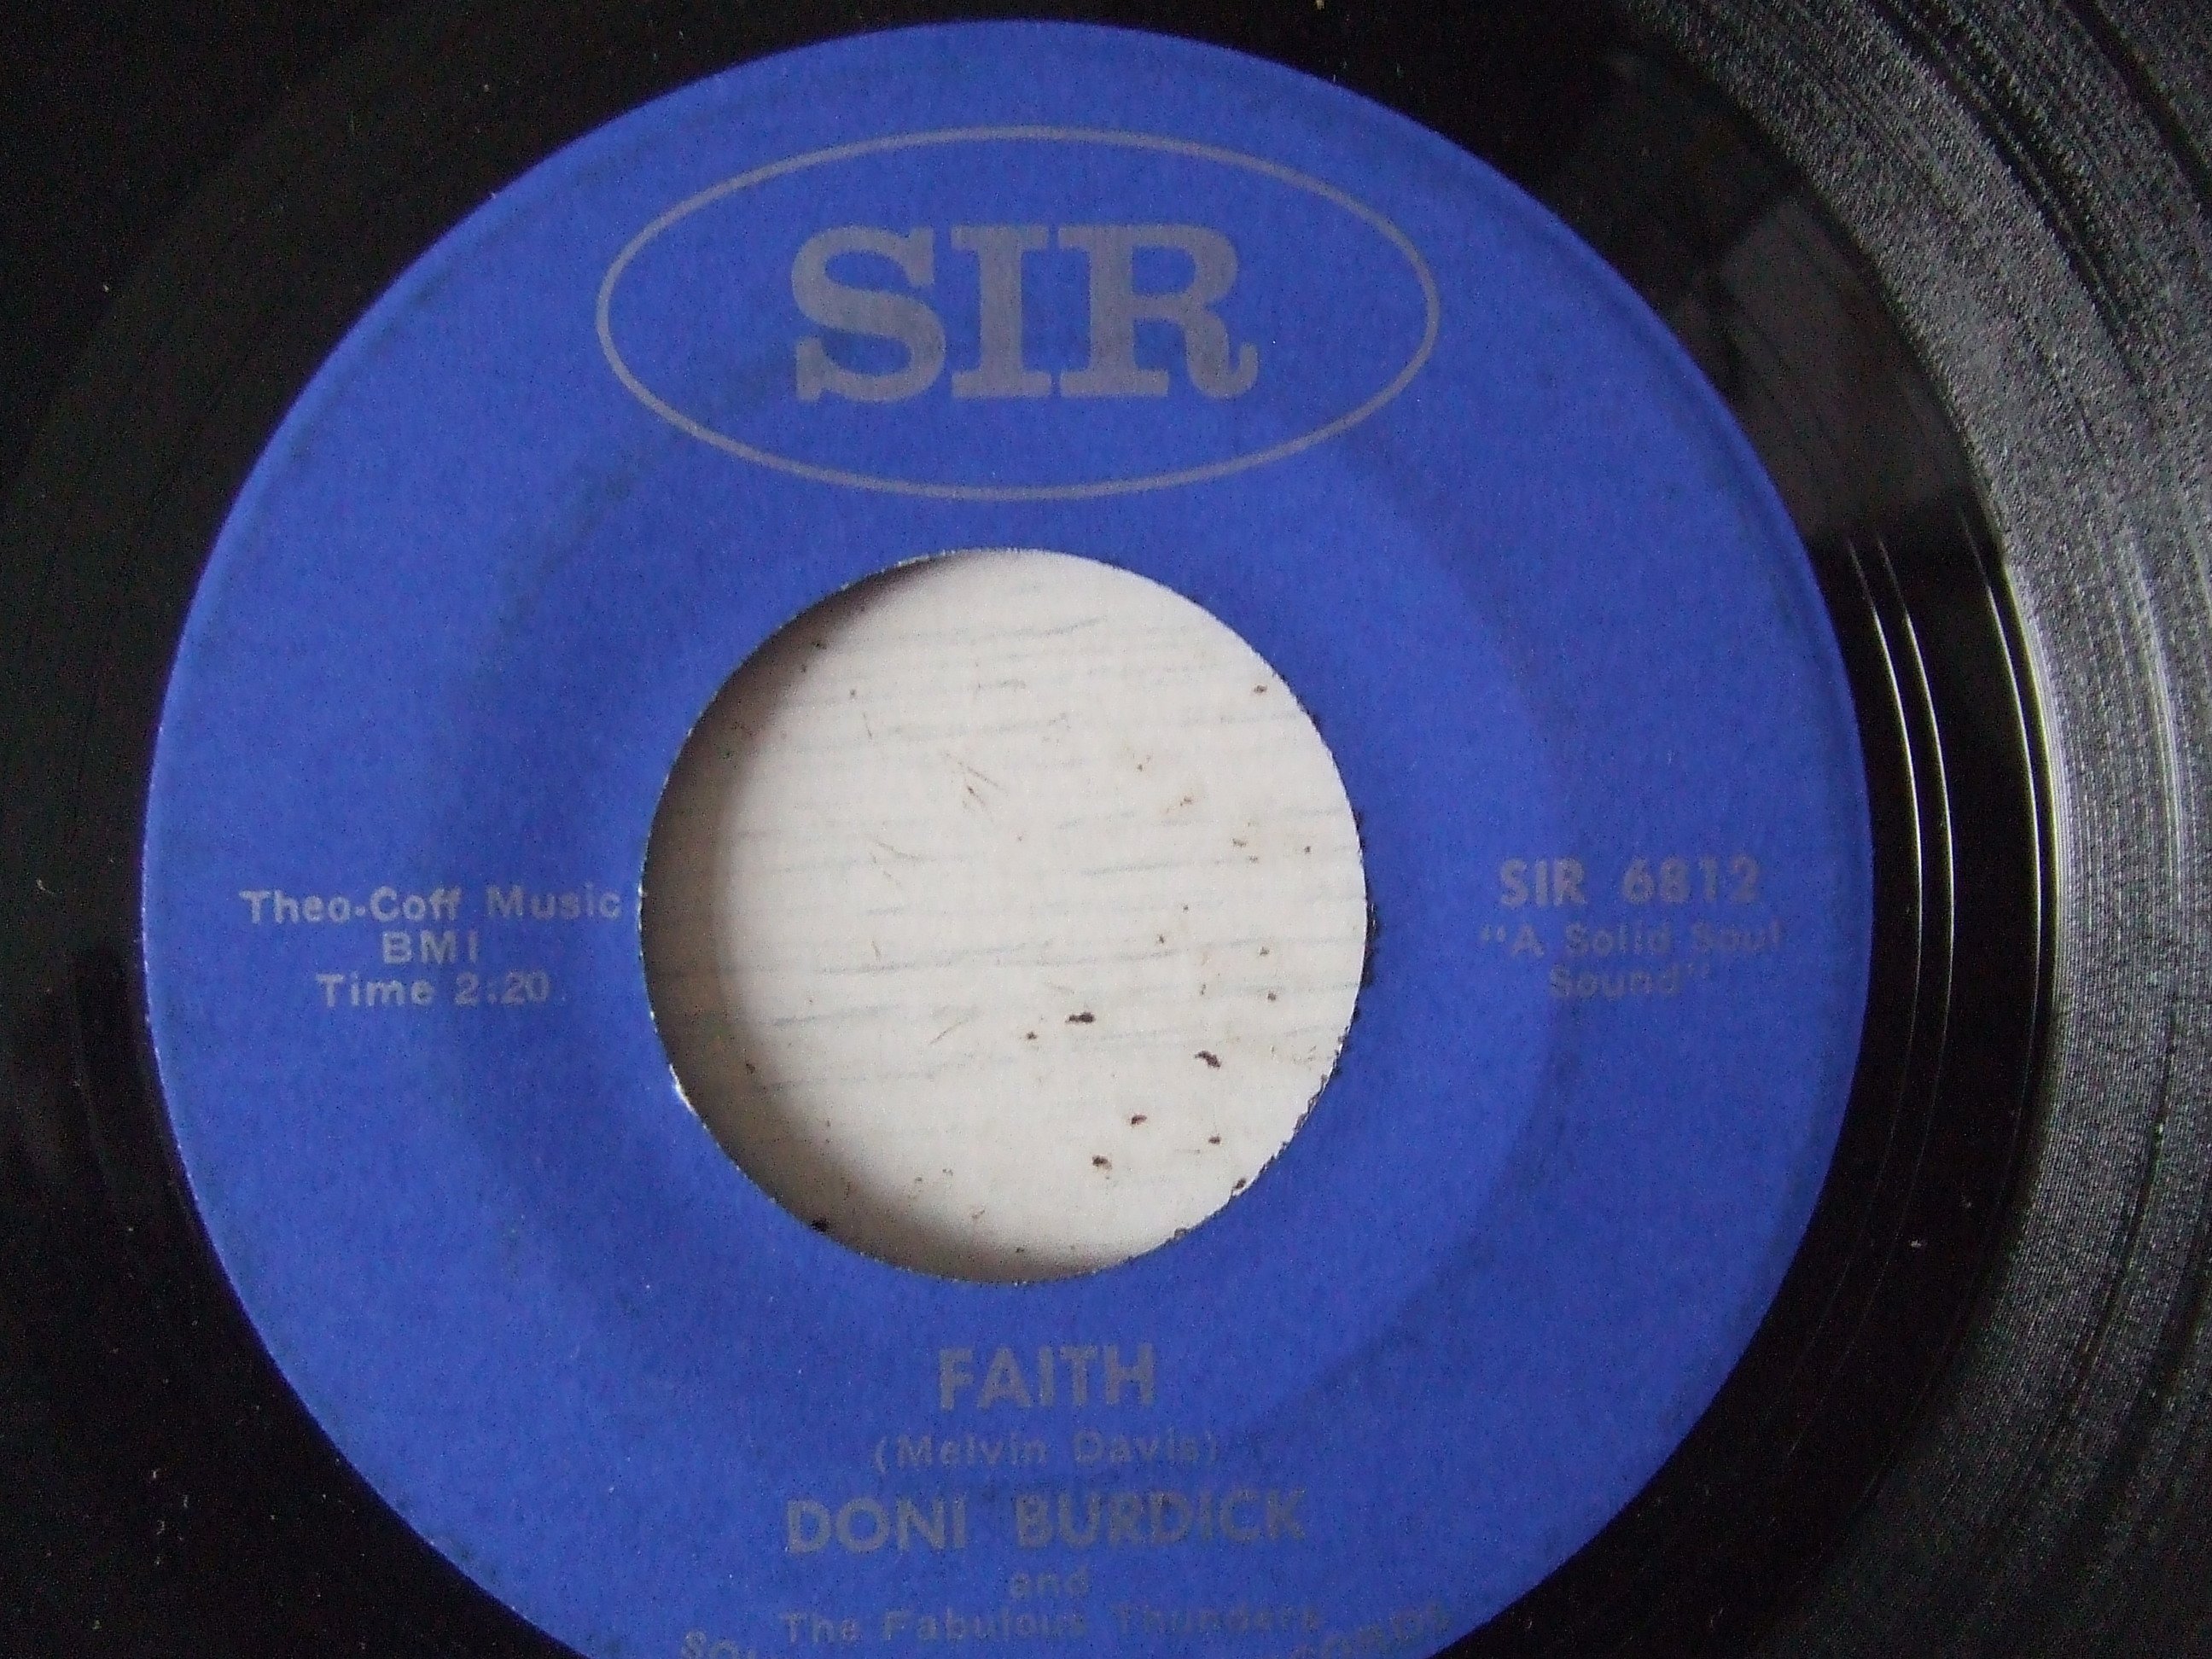 SIR
Theo-Coff Music
BMI
Time 2:20
SIR 6812
"A Solid Soul
Sound"
FAITH
(Melvin Davis)
DONI BURDICK
and
The Fabulous Thunders